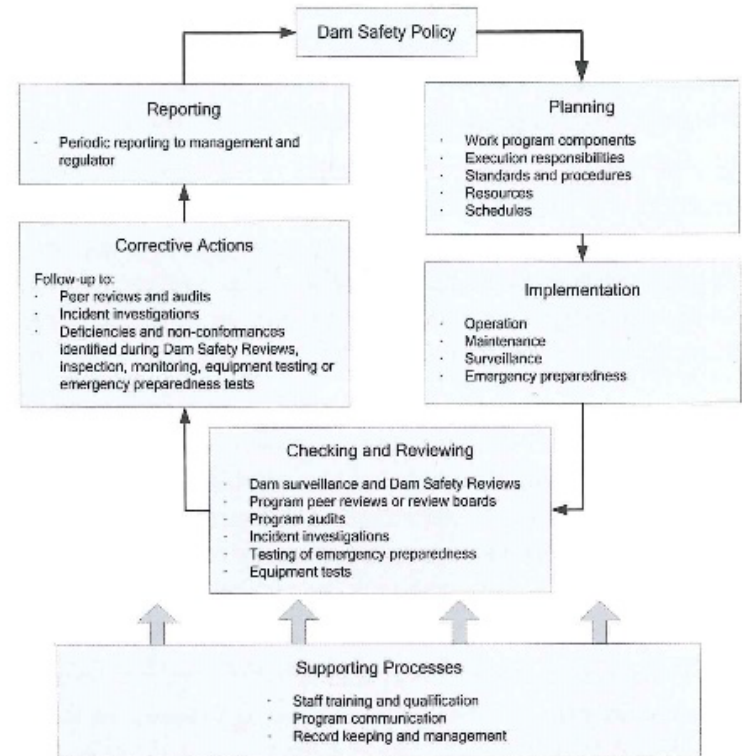 Dam Safety Policy
Reporting
· Periodic reporting to management and
regulator
Planning
· Work program components
· Execution responsibilities
· Standards and procedures
· Resources
· Schedules
Corrective Actions
Follow-up to:
· Peer reviews and audits
· Incident investigations
· Deficiencies and non-conformances
identified during Dam Safety Reviews,
inspection, monitoring, equipment testing or
emergency preparedness tests
Implementation
· Operation
· Maintenance
· Surveillance
· Emergency preparedness
Checking and Reviewing
· Dam surveillance and Dam Safety Reviews
· Program peer reviews or review boards
· Program audits
· Incident investigations
· Testing of emergency preparedness
· Equipment tests
Supporting Processes
· Staff training and qualification
· Program communication
· Record keeping and management